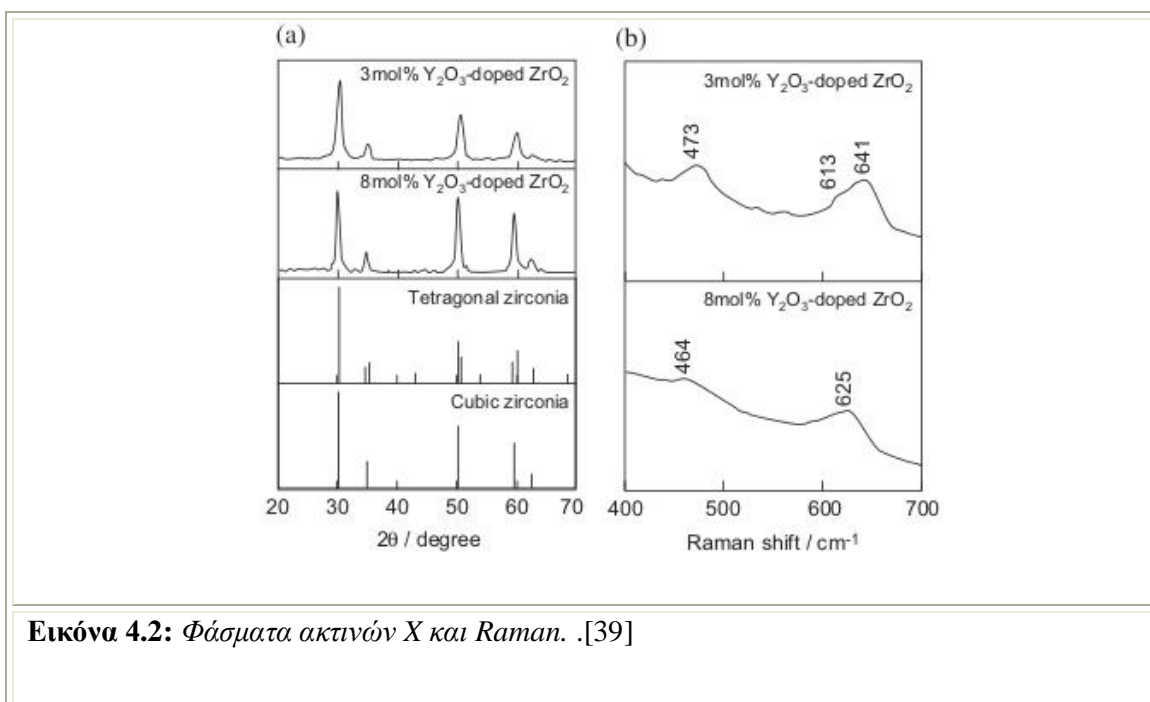 (a)
3mol% Y₂O₃-doped ZrO₂
8mol% Y₂O₃-doped ZrO₂
Tetragonal zirconia
Cubic zirconia
20 30 40 50 60 70
2θ / degree
(b)
3mol% Y₂O₃-doped ZrO₂
473
613
641
8mol% Y₂O₃-doped ZrO₂
464
625
400 500 600 700
Raman shift / cm⁻¹
Εικόνα 4.2: Φάσματα ακτινών Χ και Raman. .[39]